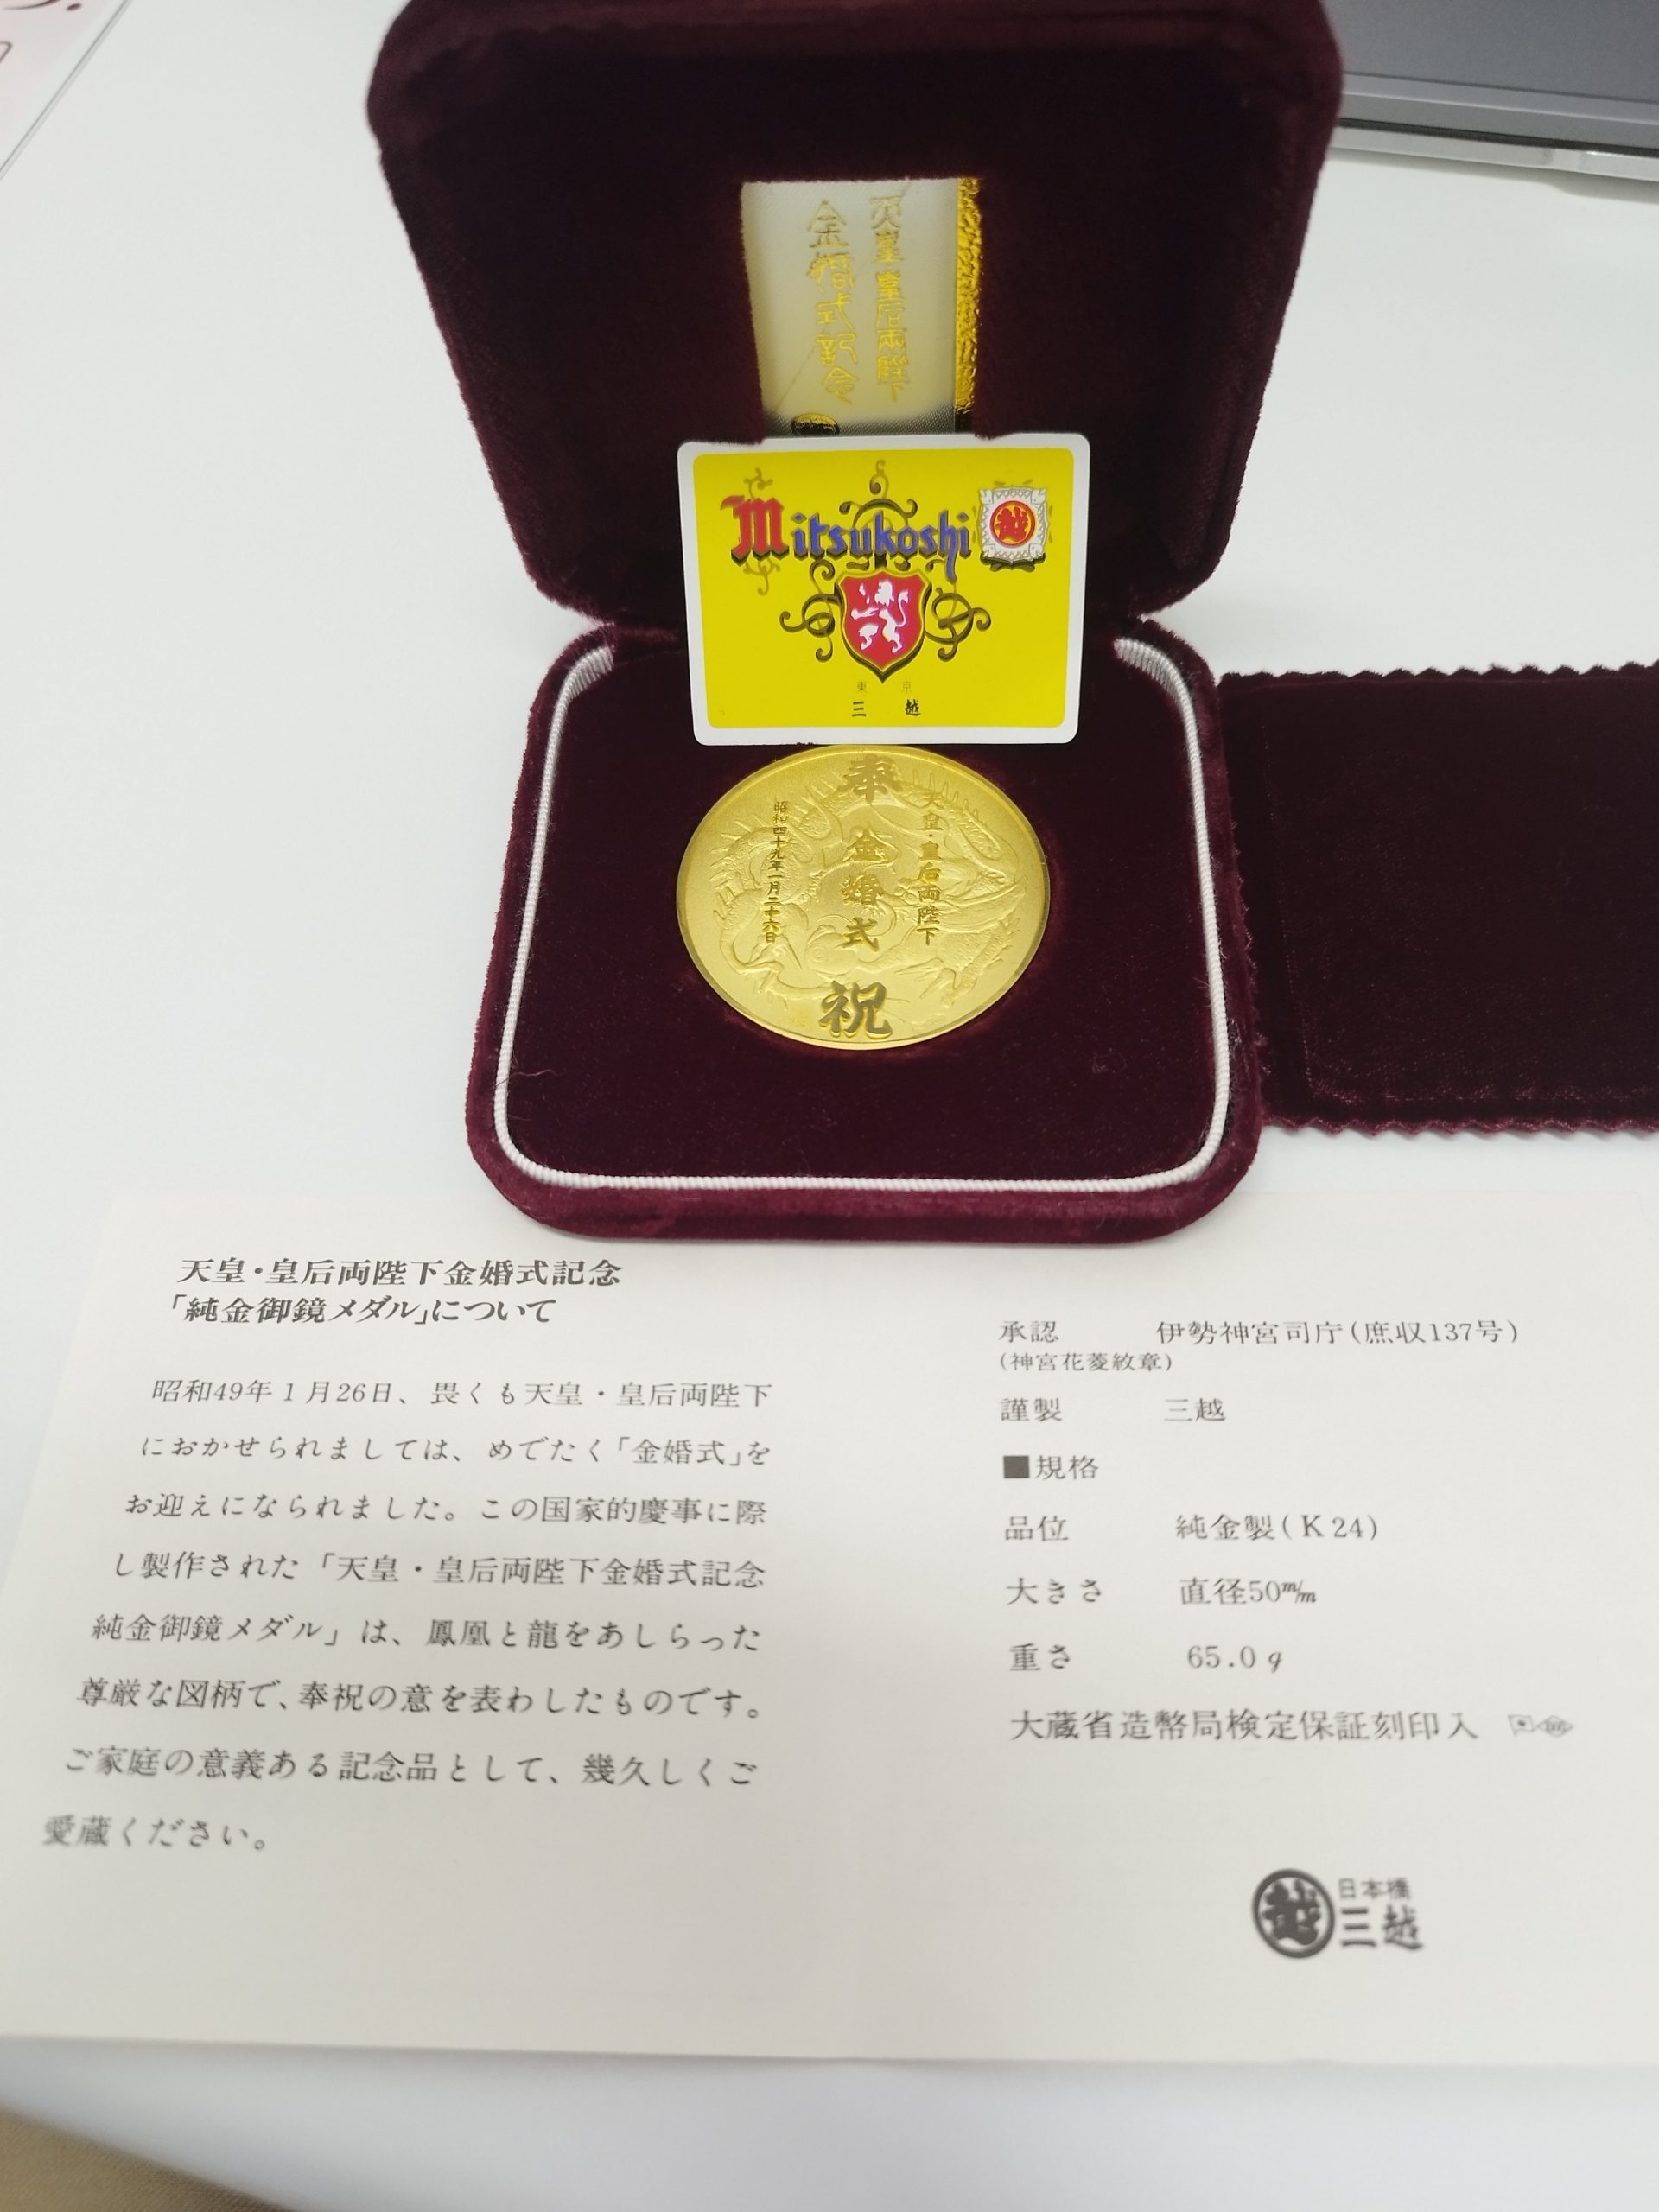 天皇皇后両陛下
金婚式記念
Mitsukoshi
越
東京
三越
奉
天皇・皇后両陛下
金婚式
昭和四十九年一月二十六日
祝
天皇・皇后両陛下金婚式記念
「純金御鏡メダル」について
昭和49年1月26日、畏くも天皇・皇后両陛下
におかせられましては、めでたく「金婚式」を
お迎えになられました。この国家的慶事に際
し製作された「天皇・皇后両陛下金婚式記念
純金御鏡メダル」は、鳳凰と龍をあしらった
尊厳な図柄で、奉祝の意を表わしたものです。
ご家庭の意義ある記念品として、幾久しくご
愛蔵ください。
承認 伊勢神宮司庁(庶収137号)
(神宮花菱紋章)
謹製 三越
■規格
品位 純金製(K24)
大きさ 直径50m/m
重さ 65.0g
大蔵省造幣局検定保証刻印入
越 日本橋
三越